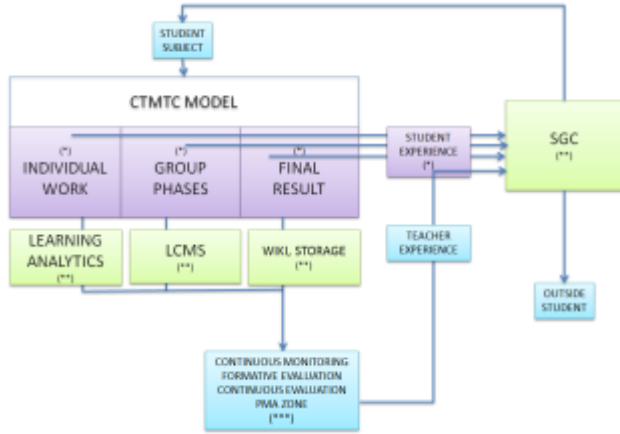 STUDENT
SUBJECT
CTMTC MODEL
(*)
INDIVIDUAL
WORK
(*)
GROUP
PHASES
(*)
FINAL
RESULT
STUDENT
EXPERIENCE
(*)
SGC
(**)
LEARNING
ANALYTICS
(**)
LCMS
(**)
WIKI, STORAGE
(**)
TEACHER
EXPERIENCE
OUTSIDE
STUDENT
CONTINUOUS MONITORING
FORMATIVE EVALUATION
CONTINUOUS EVALUATION
PMA ZONE
(***)